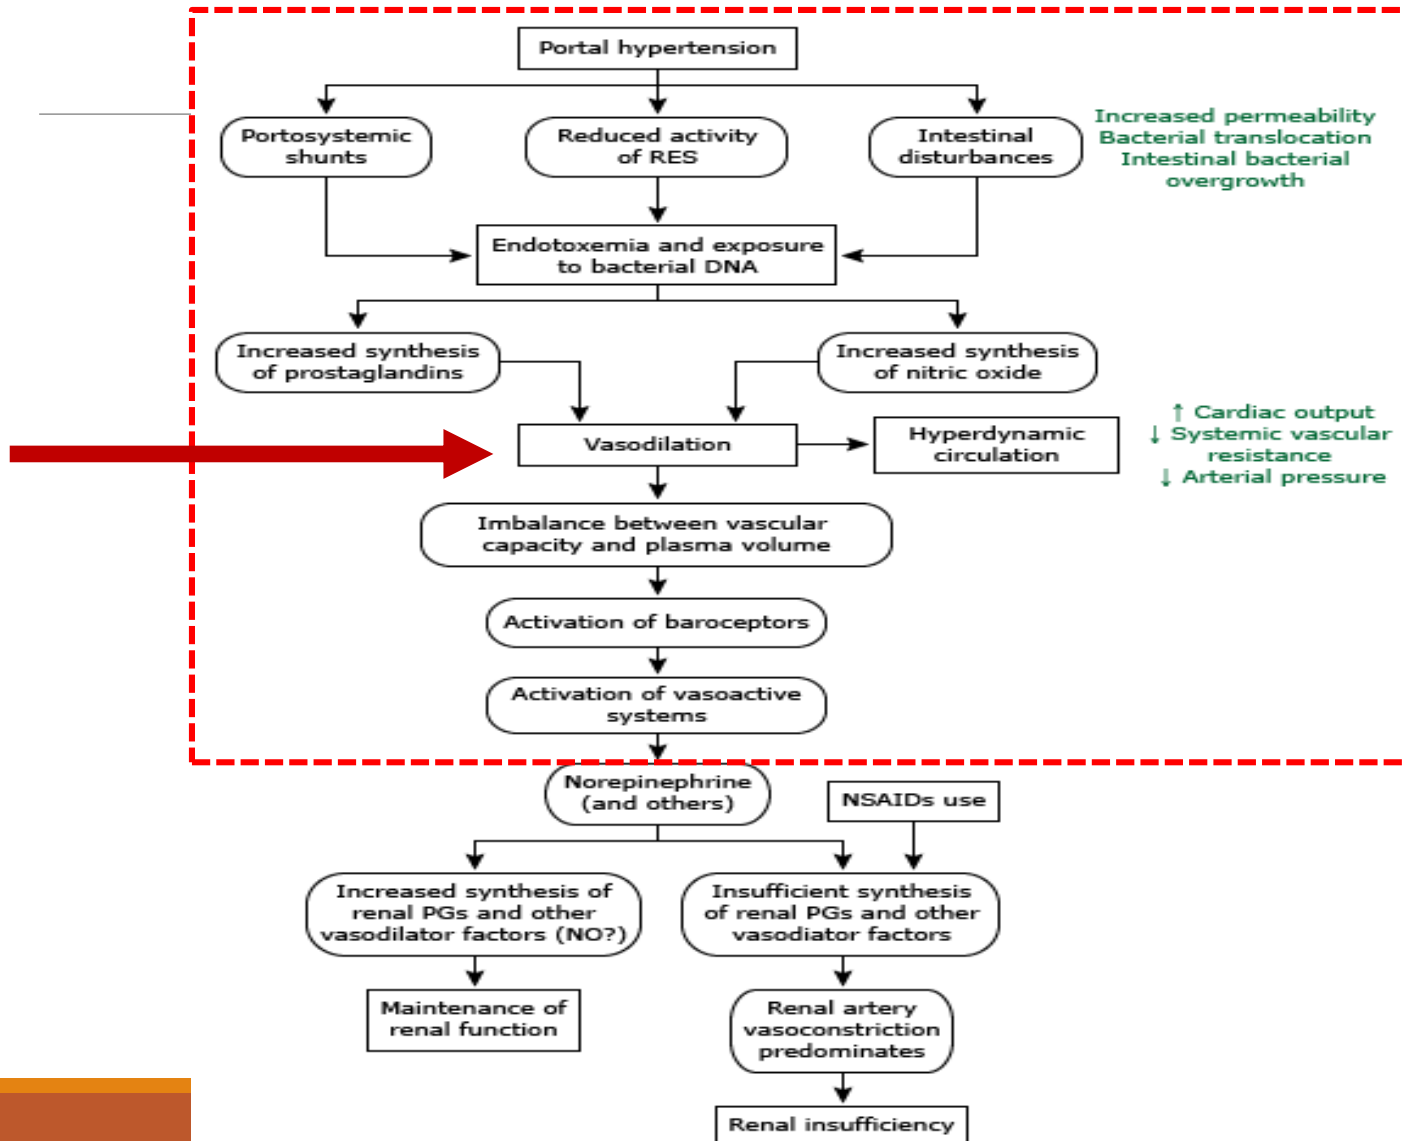 Portal hypertension
Portosystemic
shunts
Reduced activity
of RES
Intestinal
disturbances
Increased permeability
Bacterial translocation
Intestinal bacterial
overgrowth
Endotoxemia and exposure
to bacterial DNA
Increased synthesis
of prostaglandins
Increased synthesis
of nitric oxide
Vasodilation
Hyperdynamic
circulation
↑ Cardiac output
↓ Systemic vascular
resistance
↓ Arterial pressure
Imbalance between vascular
capacity and plasma volume
Activation of baroceptors
Activation of vasoactive
systems
Norepinephrine
(and others)
NSAIDs use
Increased synthesis of
renal PGs and other
vasodilator factors (NO?)
Insufficient synthesis
of renal PGs and other
vasodiator factors
Maintenance of
renal function
Renal artery
vasoconstriction
predominates
Renal insufficiency